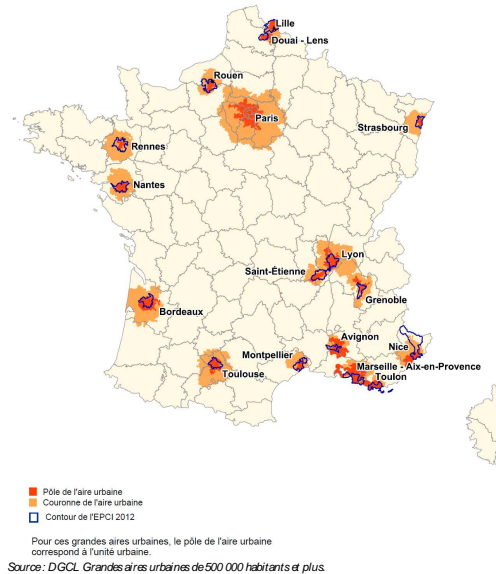 Lille
Douai - Lens
Rouen
Paris
Strasbourg
Rennes
Nantes
Lyon
Saint-Étienne
Grenoble
Bordeaux
Avignon
Nice
Montpellier
Marseille - Aix-en-Provence
Toulouse
Toulon
Pôle de l'aire urbaine
Couronne de l'aire urbaine
Contour de l'EPCI 2012
Pour ces grandes aires urbaines, le pôle de l'aire urbaine
correspond à l'unité urbaine.
Source : DGCL Grandes aires urbaines de 500 000 habitants et plus.